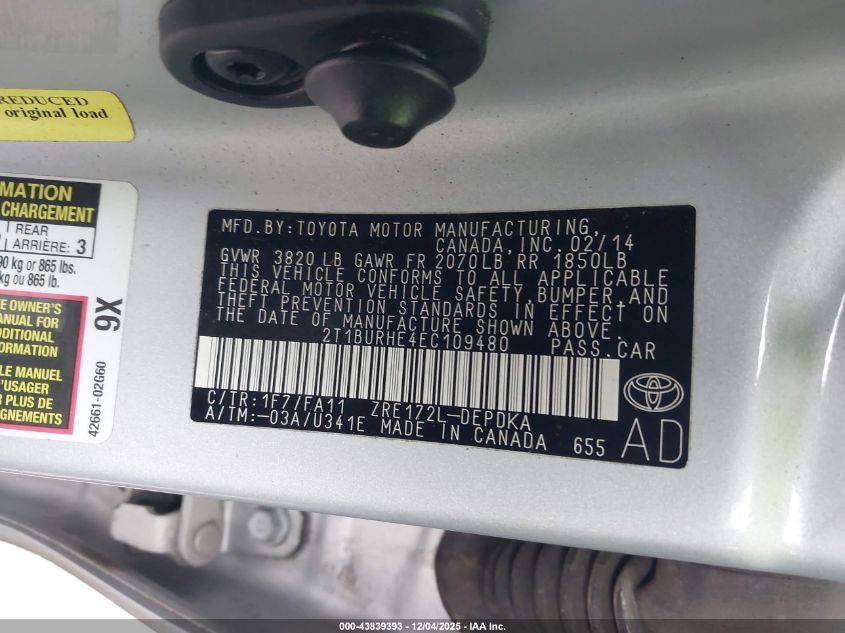 REDUCED
original load
MATION
CHARGEMENT
REAR
ARRIÈRE: 3
90 kg or 865 lbs.
kg ou 865 lb.
E OWNER'S
ANUAL FOR
DDITIONAL
FORMATION
LE MANUEL
L'USAGER
R PLUS DE
IGNEMENTS
9X
42661-02G60
MFD.BY:TOYOTA MOTOR MANUFACTURING,
CANADA,INC. 02/14
GVWR 3820 LB GAWR FR 2070LB,RR 1850LB
THIS VEHICLE CONFORMS TO ALL APPLICABLE
FEDERAL MOTOR VEHICLE SAFETY,BUMPER,AND
THEFT PREVENTION STANDARDS IN EFFECT ON
THE DATE OF MANUFACTURE SHOWN ABOVE.
2T1BURHE4EC109480 PASS.CAR
C/TR:1F7/FA11 ZRE172L-DEPDKA
A/TM:-03A/U341E MADE IN CANADA 655
AD
000-43839393 - 12/04/2025 - IAA Inc.